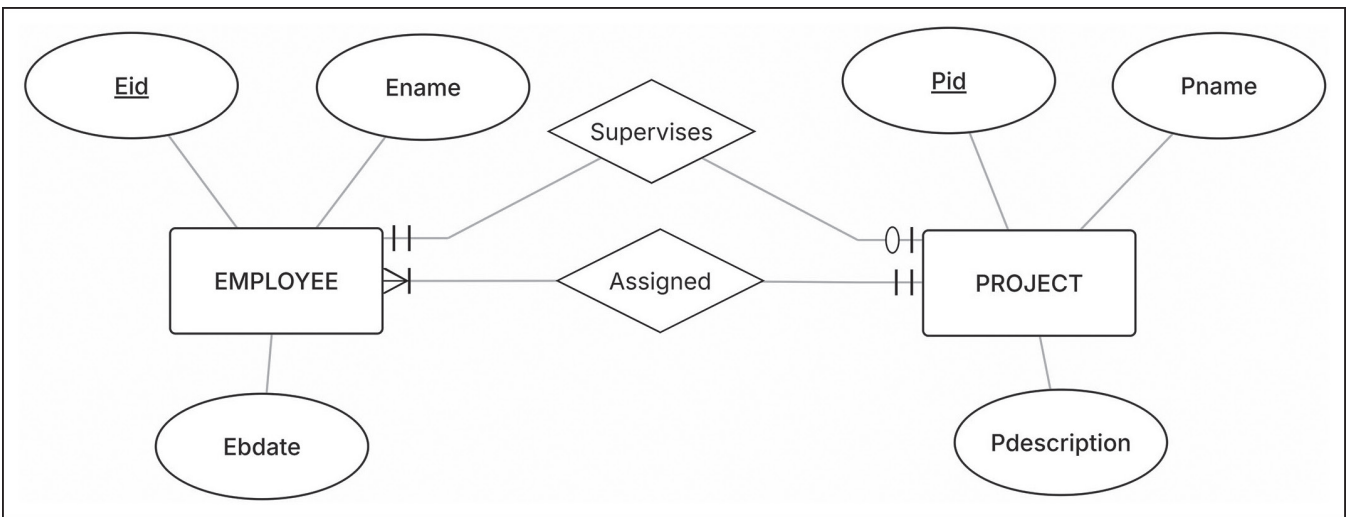 Eid
Ename
Supervises
Pid
Pname
EMPLOYEE
Assigned
PROJECT
Ebdate
Pdescription